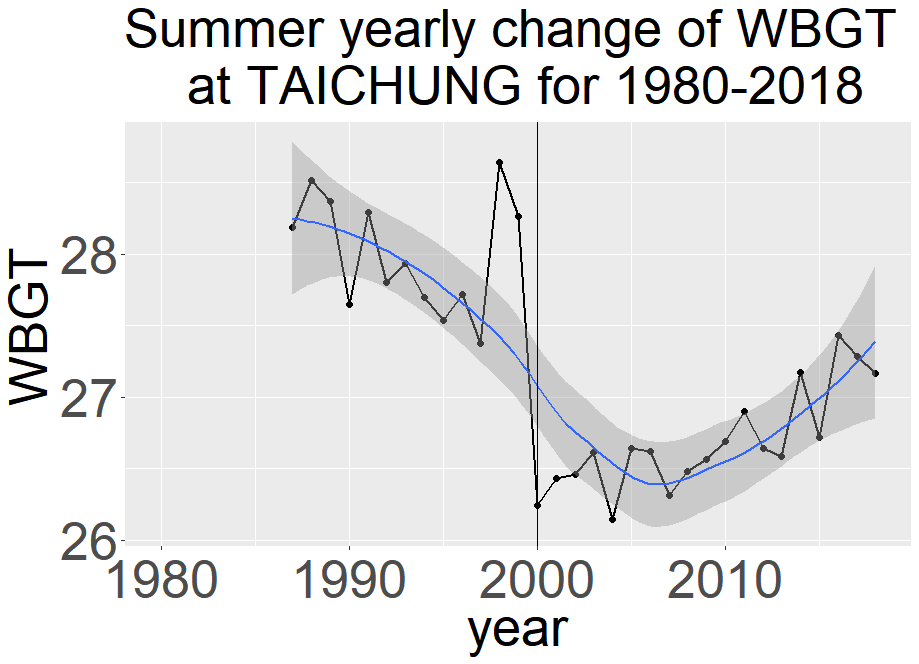 Summer yearly change of WBGT
at TAICHUNG for 1980-2018
WBGT
28
27
26
1980 1990 2000 2010
year